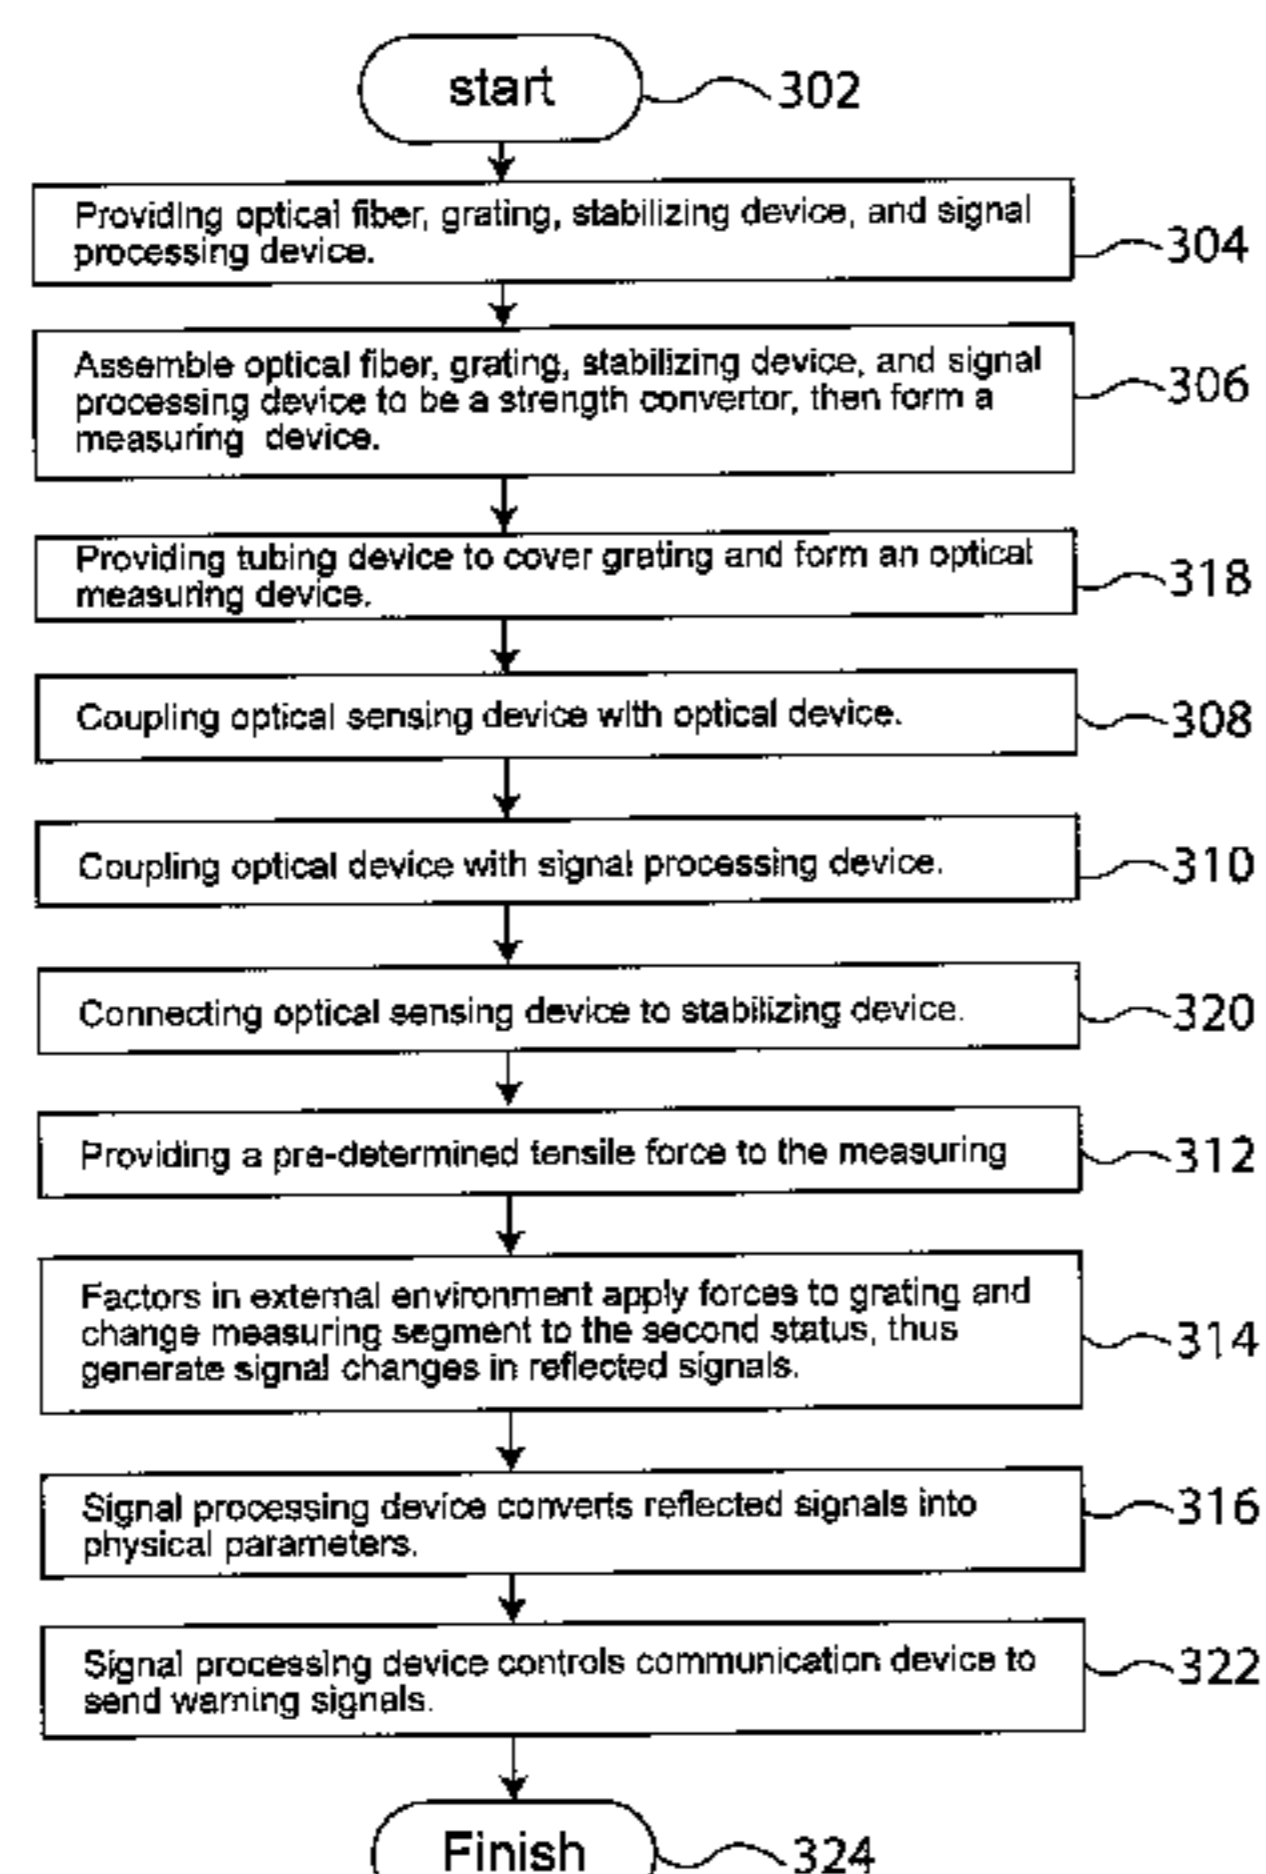 start
302
Providing optical fiber, grating, stabilizing device, and signal
processing device.
304
Assemble optical fiber, grating, stabilizing device, and signal
processing device to be a strength convertor, then form a
measuring device.
306
Providing tubing device to cover grating and form an optical
measuring device.
318
Coupling optical sensing device with optical device.
308
Coupling optical device with signal processing device.
310
Connecting optical sensing device to stabilizing device.
320
Providing a pre-determined tensile force to the measuring
312
Factors in external environment apply forces to grating and
change measuring segment to the second status, thus
generate signal changes in reflected signals.
314
Signal processing device converts reflected signals into
physical parameters.
316
Signal processing device controls communication device to
send warning signals.
322
Finish
324